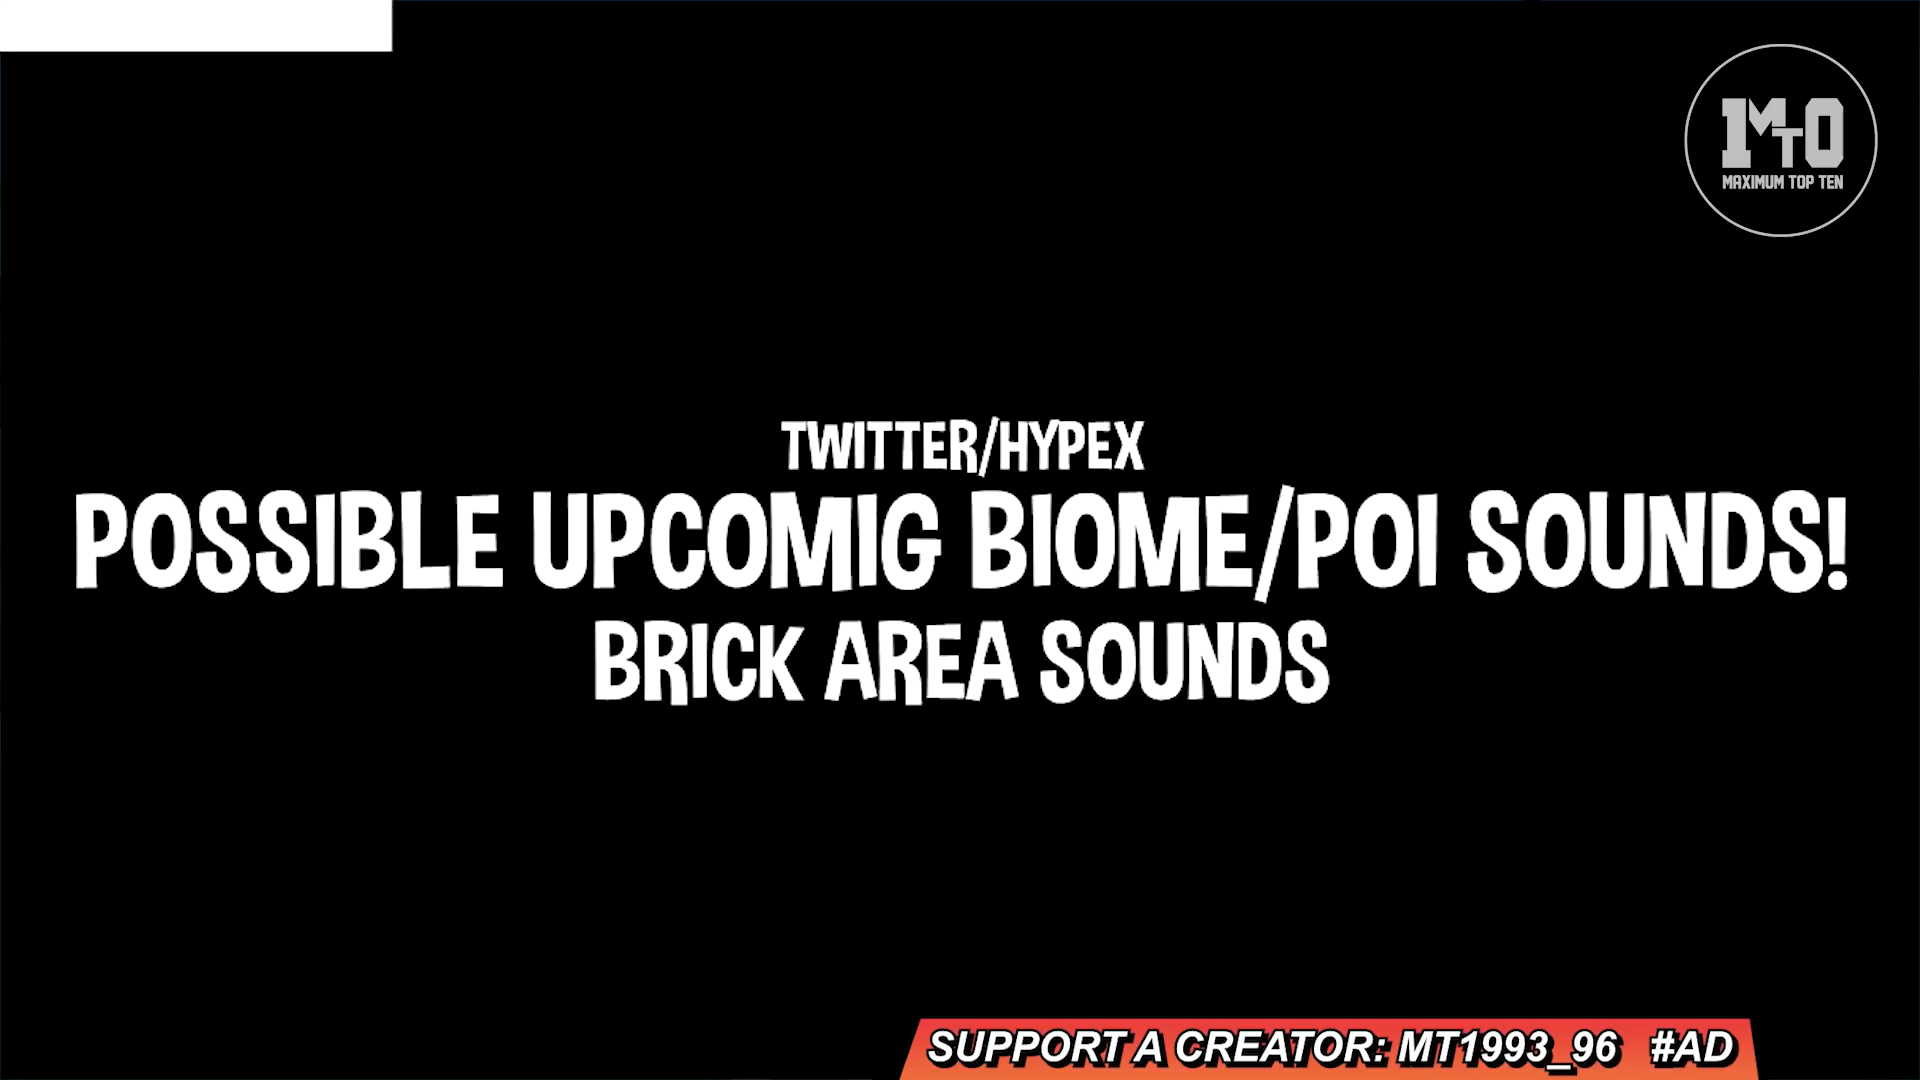 1MT0
MAXIMUM TOP TEN
TWITTER/HYPEX
POSSIBLE UPCOMIG BIOME/POI SOUNDS!
BRICK AREA SOUNDS
SUPPORT A CREATOR: MT1993_96 #AD